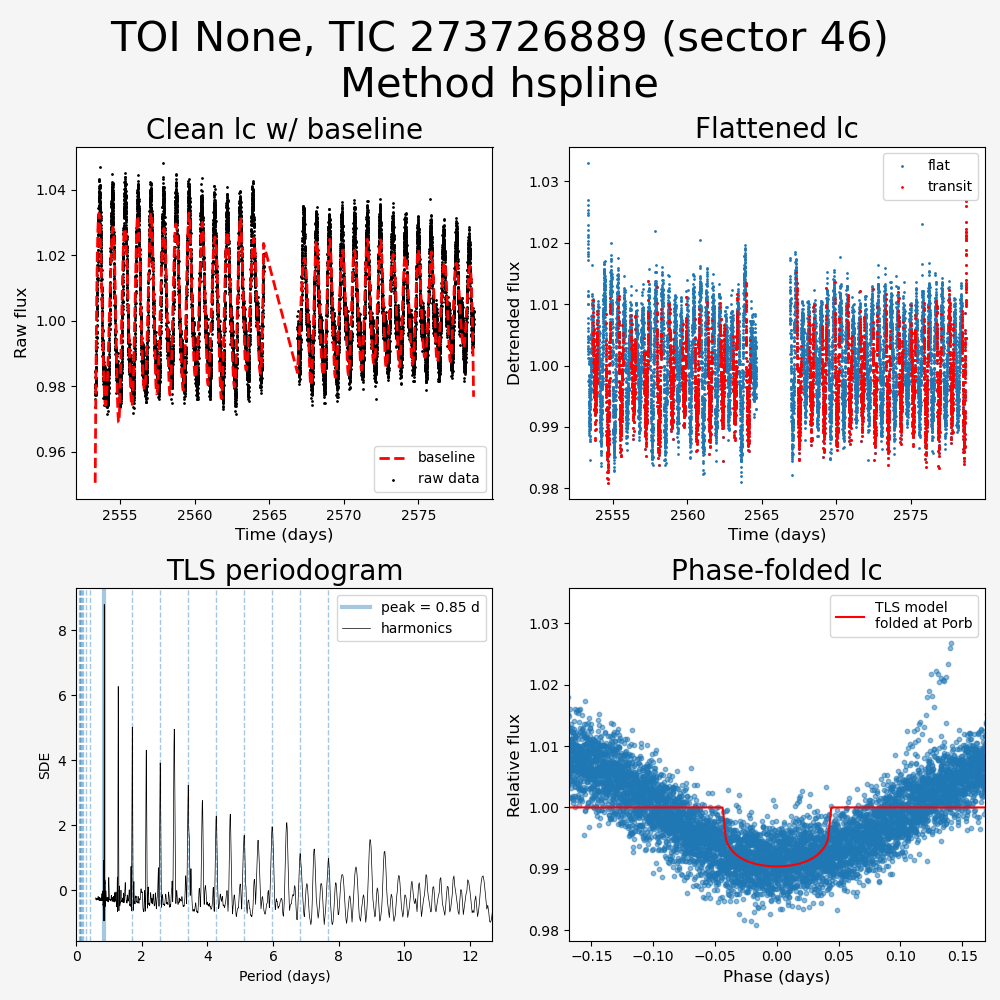 TOI None, TIC 273726889 (sector 46)
Method hspline
Clean lc w/ baseline
Raw flux
1.04
1.02
1.00
0.98
0.96
baseline
raw data
2555
2560
2565
2570
2575
Time (days)
Flattened lc
Detrended flux
1.03
1.02
1.01
1.00
0.99
0.98
flat
transit
2555
2560
2565
2570
2575
Time (days)
TLS periodogram
SDE
8
6
4
2
0
peak = 0.85 d
harmonics
0
2
4
6
8
10
12
Period (days)
Phase-folded lc
Relative flux
1.03
1.02
1.01
1.00
0.99
0.98
TLS model
folded at Porb
−0.15
−0.10
−0.05
0.00
0.05
0.10
0.15
Phase (days)